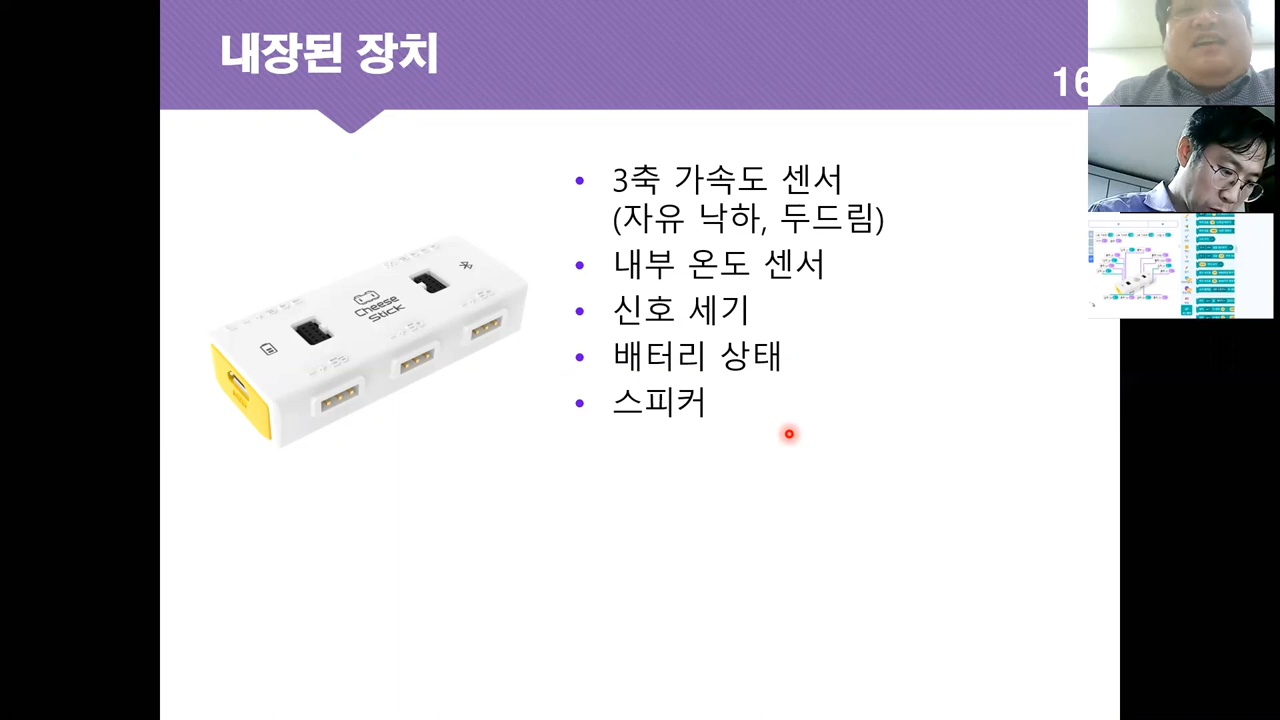 내장된 장치
16
3축 가속도 센서
(자유 낙하, 두드림)
내부 온도 센서
신호 세기
배터리 상태
스피커
Cheese
Stick